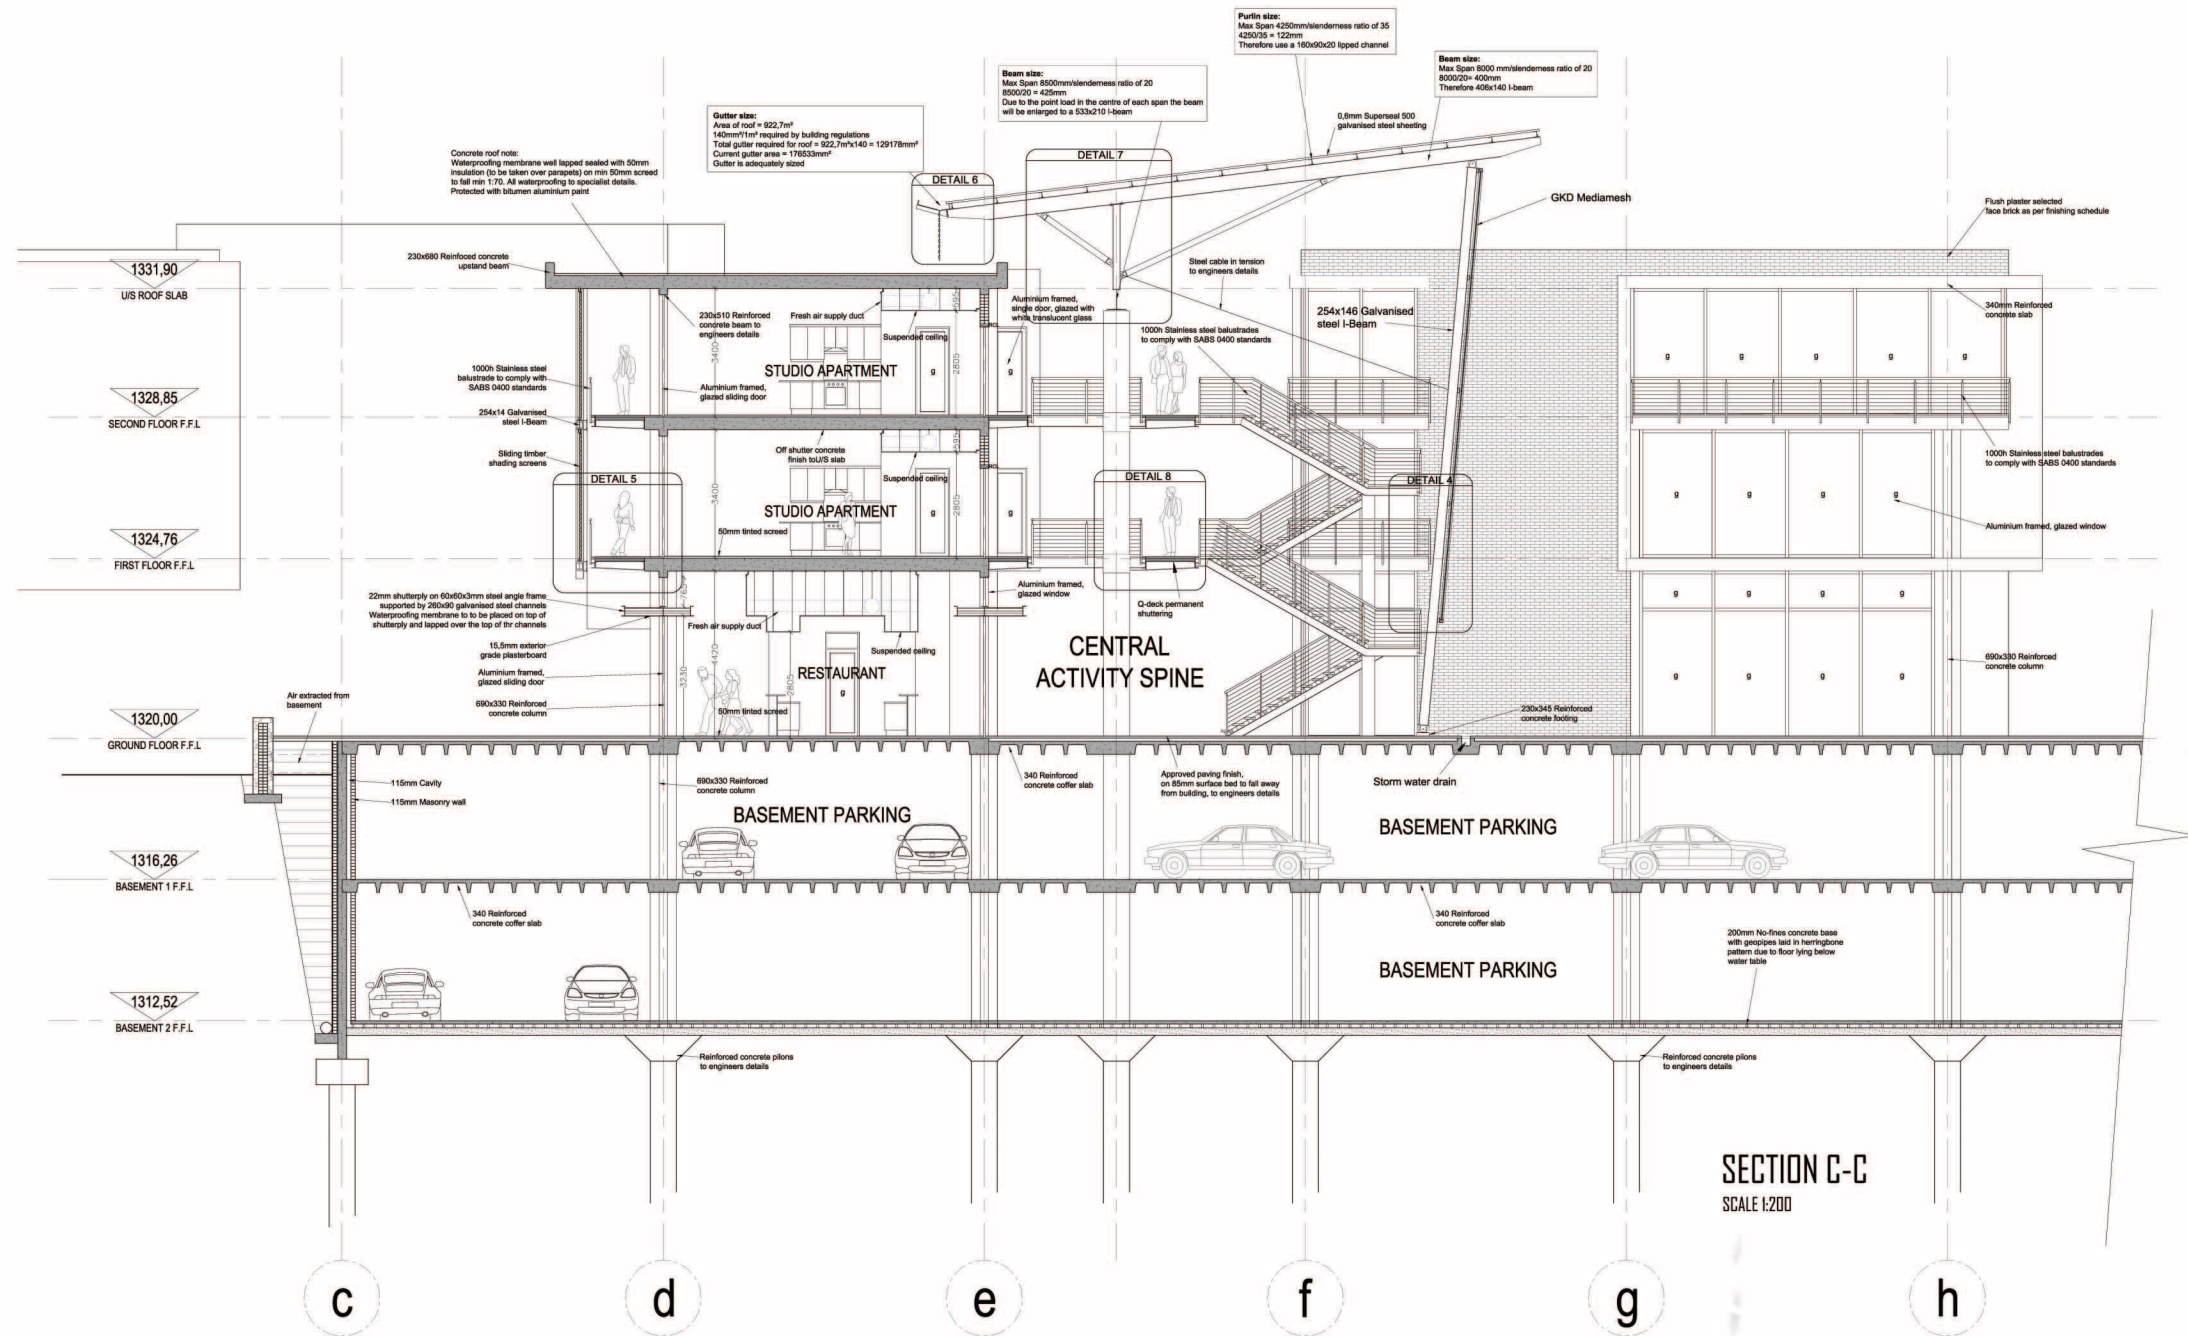 Purlin size:
Max Span 4250mm/slenderness ratio of 35
4250/35 = 122mm
Therefore use a 160x90x20 lipped channel
Beam size:
Max Span 8000 mm/slenderness ratio of 20
8000/20= 400mm
Therefore 406x140 I-beam
Beam size:
Max Span 8500mm/slenderness ratio of 20
8500/20 = 425mm
Due to the point load in the centre of each span the beam
will be enlarged to a 533x210 I-beam
Gutter size:
Area of roof = 922,7m²
140mm²/1m² required by building regulations
Total gutter required for roof = 922,7m²x140 = 129178mm²
Current gutter area = 176533mm²
Gutter is adequately sized
0,6mm Superseal 500
galvanised steel sheeting
Concrete roof note:
Waterproofing membrane well lapped sealed with 50mm
insulation (to be taken over parapets) on min 50mm screed
to fall min 1:70. All waterproofing to specialist details.
Protected with bitumen aluminium paint
DETAIL 7
DETAIL 6
GKD Mediamesh
Flush plaster selected
face brick as per finishing schedule
230x680 Reinfoced concrete
upstand beam
Steel cable in tension
to engineers details
1331,90
U/S ROOF SLAB
230x510 Reinforced
concrete beam to
engineers details
Fresh air supply duct
595
Aluminium framed,
single door, glazed with
white translucent glass
254x146 Galvanised
steel I-Beam
340mm Reinforced
concrete slab
Suspended ceiling
1000h Stainless steel balustrades
to comply with SABS 0400 standards
3400
2805
g
g
g
g
g
g
g
STUDIO APARTMENT
1000h Stainless steel
balustrade to comply with
SABS 0400 standards
Aluminium framed,
glazed sliding door
1328,85
SECOND FLOOR F.F.L
254x14 Galvanised
steel I-Beam
Off shutter concrete
finish toU/S slab
595
Sliding timber
shading screens
Suspended ceiling
1000h Stainless steel balustrades
to comply with SABS 0400 standards
DETAIL 5
DETAIL 8
DETAIL 4
3400
2805
g
g
g
g
g
g
STUDIO APARTMENT
Aluminium framed, glazed window
50mm tinted screed
1324,76
FIRST FLOOR F.F.L
22mm shutterply on 60x60x3mm steel angle frame
supported by 260x90 galvanised steel channels
Waterproofing membrane to to be placed on top of
shutterply and lapped over the top of thr channels
Aluminium framed,
glazed window
Q-deck permanent
shuttering
g
g
g
g
Fresh air supply duct
15,5mm exterior
grade plasterboard
Suspended ceiling
CENTRAL
ACTIVITY SPINE
Aluminium framed,
glazed sliding door
3230
4420
2805
RESTAURANT
g
g
g
g
g
690x330 Reinforced
concrete column
690x330 Reinforced
concrete column
50mm tinted screed
230x345 Reinforced
concrete footing
Air extracted from
basement
1320,00
GROUND FLOOR F.F.L
115mm Cavity
115mm Masonry wall
690x330 Reinforced
concrete column
340 Reinforced
concrete coffer slab
Approved paving finish,
on 85mm surface bed to fall away
from building, to engineers details
Storm water drain
BASEMENT PARKING
BASEMENT PARKING
1316,26
BASEMENT 1 F.F.L
340 Reinforced
concrete coffer slab
340 Reinforced
concrete coffer slab
200mm No-fines concrete base
with geopipes laid in herringbone
pattern due to floor lying below
water table
BASEMENT PARKING
1312,52
BASEMENT 2 F.F.L
Reinforced concrete pilons
to engineers details
Reinforced concrete pilons
to engineers details
SECTION C-C
SCALE 1:200
c
d
e
f
g
h